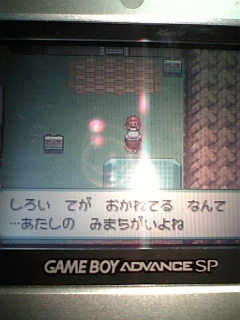 しろい てが おかれてる なんて
…あたしの みまちがいよね
GAME BOY ADVANCE SP